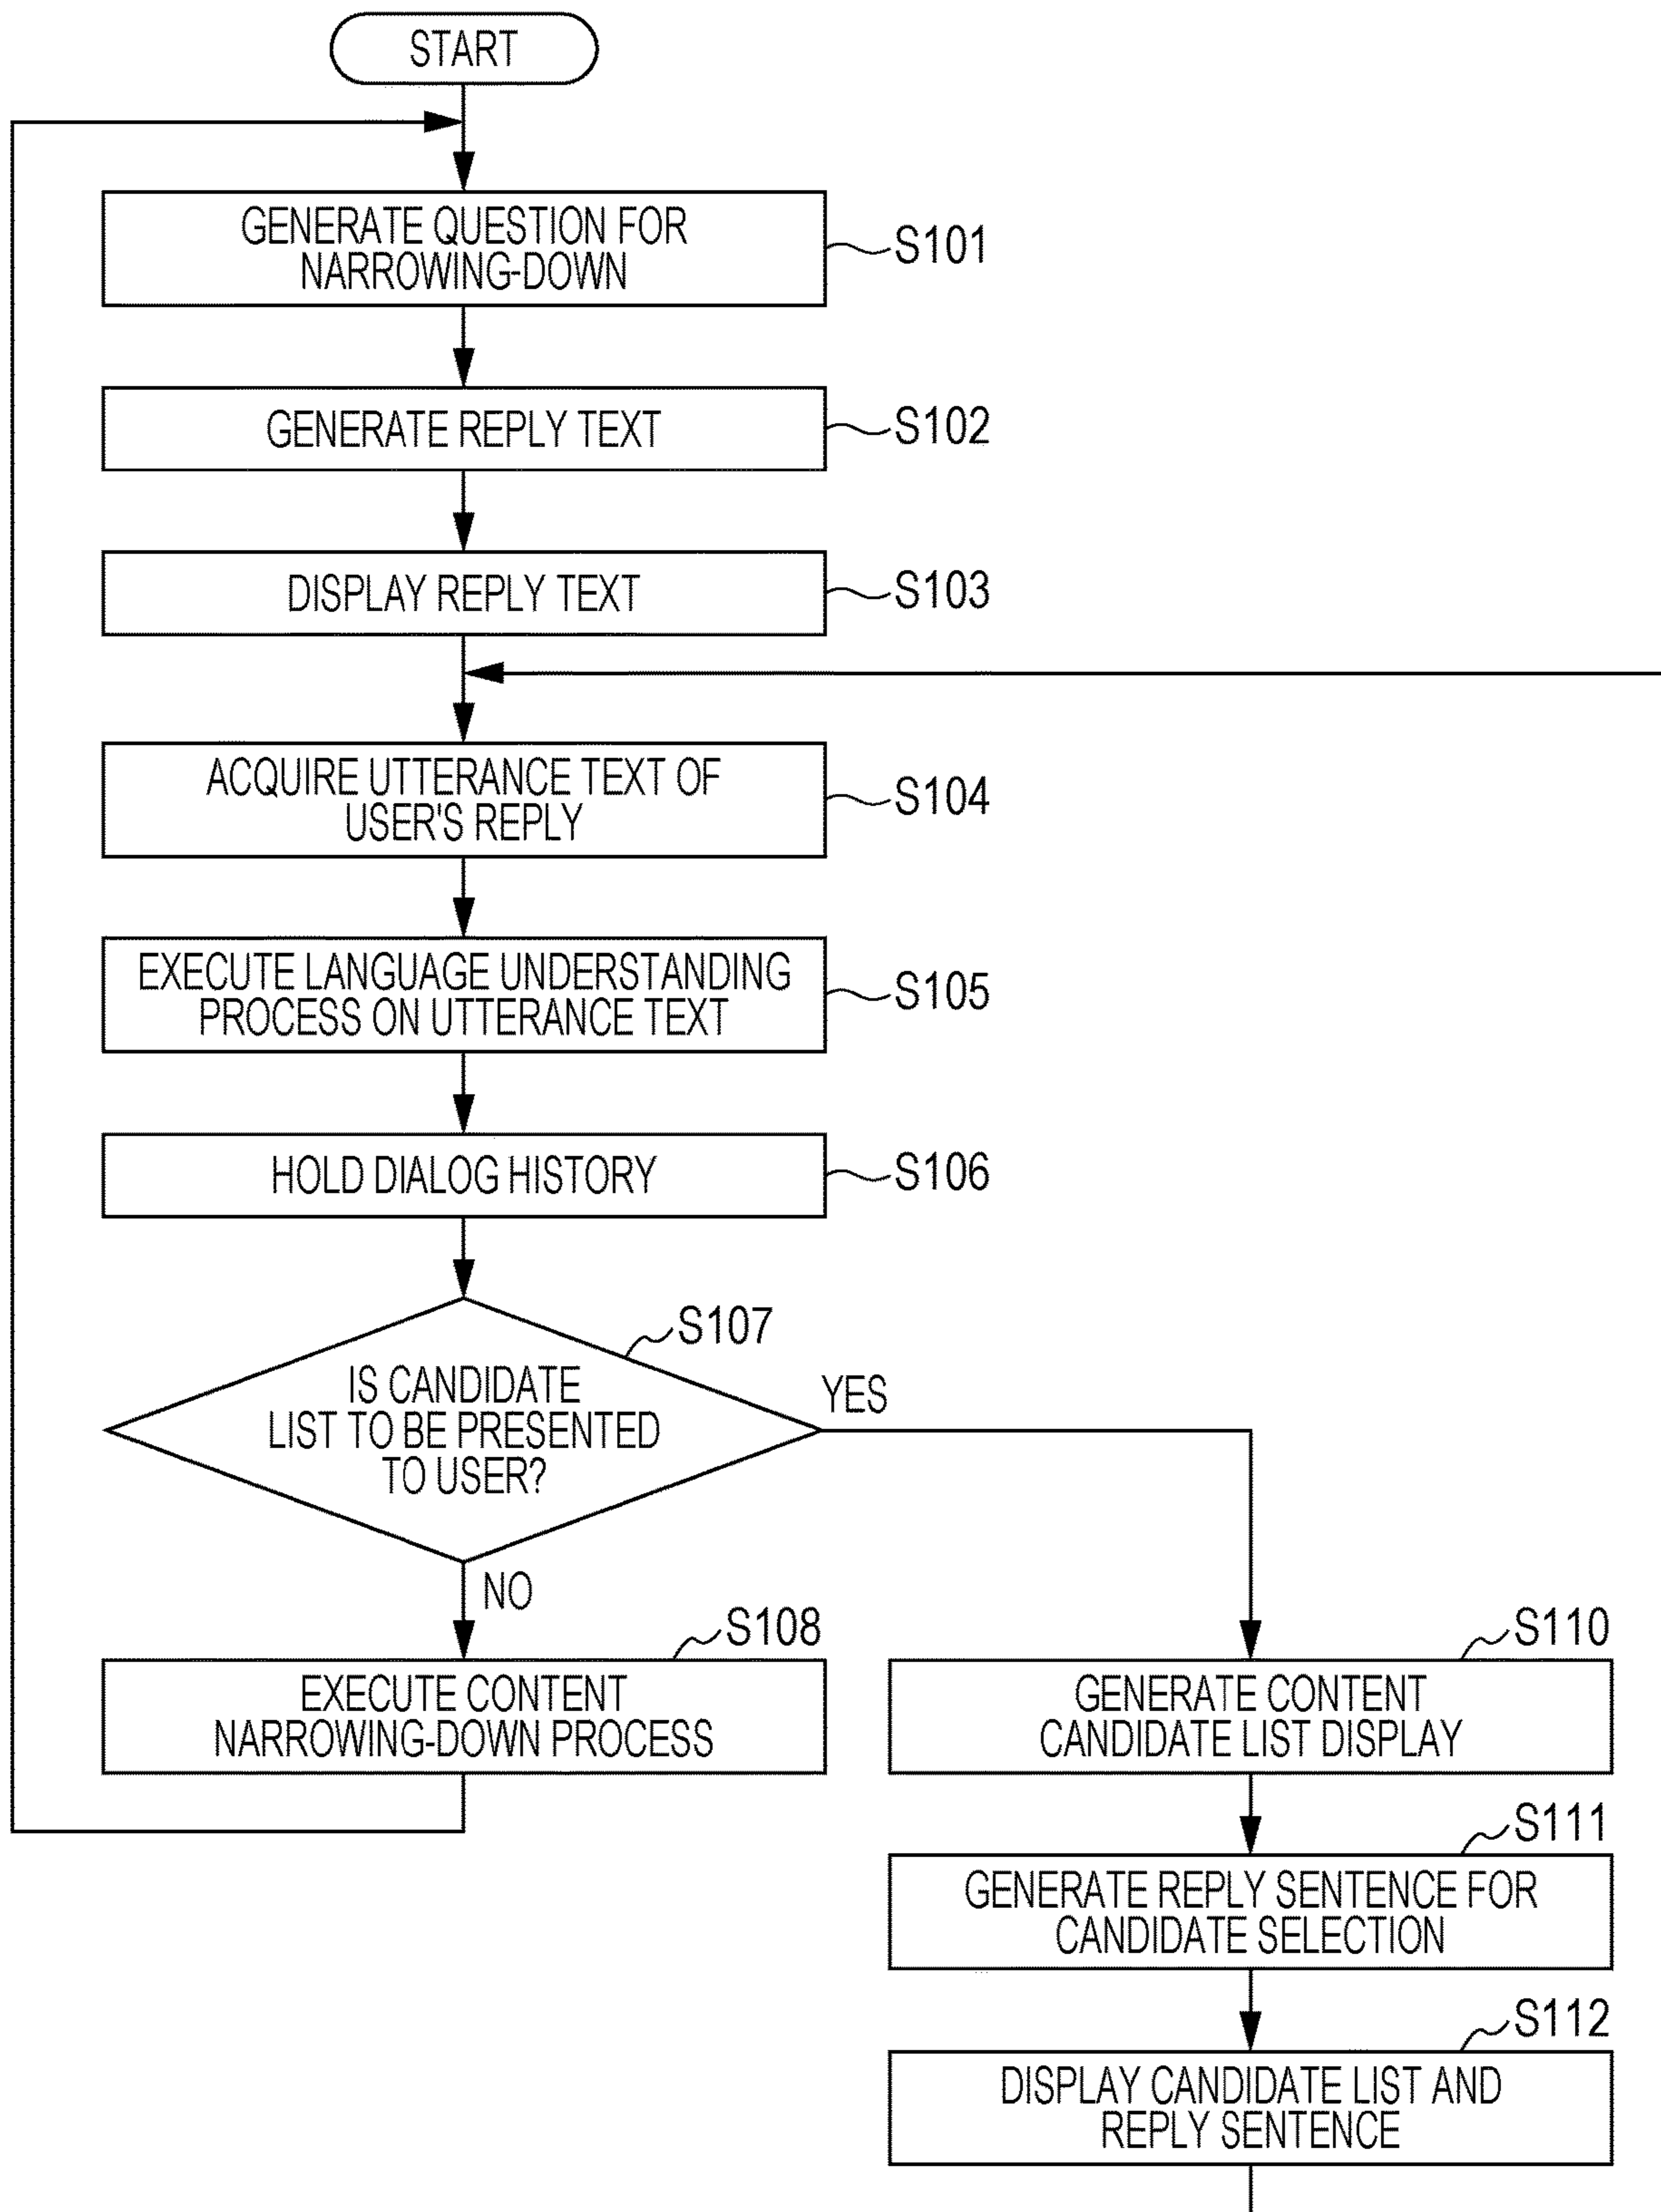 START
GENERATE QUESTION FOR
NARROWING-DOWN
S101
GENERATE REPLY TEXT
S102
DISPLAY REPLY TEXT
S103
ACQUIRE UTTERANCE TEXT OF
USER'S REPLY
S104
EXECUTE LANGUAGE UNDERSTANDING
PROCESS ON UTTERANCE TEXT
S105
HOLD DIALOG HISTORY
S106
S107
IS CANDIDATE
LIST TO BE PRESENTED
TO USER?
YES
NO
S108
EXECUTE CONTENT
NARROWING-DOWN PROCESS
S110
GENERATE CONTENT
CANDIDATE LIST DISPLAY
S111
GENERATE REPLY SENTENCE FOR
CANDIDATE SELECTION
S112
DISPLAY CANDIDATE LIST AND
REPLY SENTENCE